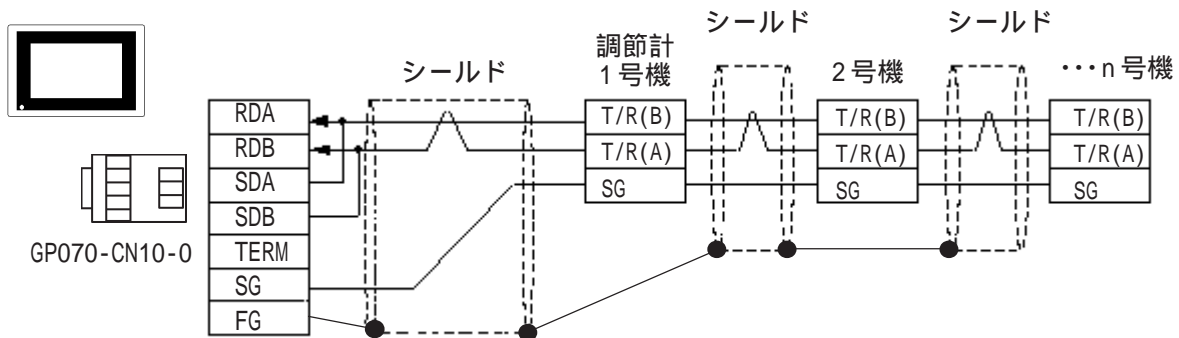 シールド
シールド
シールド
調節計
1号機
2号機
・・・n号機
RDA
RDB
SDA
SDB
TERM
SG
FG
GP070-CN10-0
T/R(B)
T/R(A)
SG
T/R(B)
T/R(A)
SG
T/R(B)
T/R(A)
SG